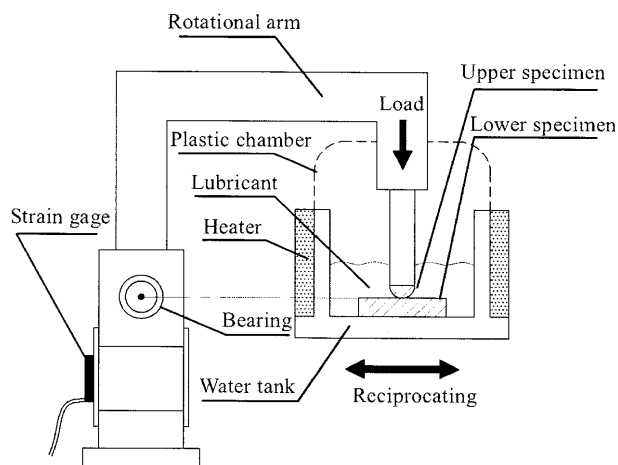 Rotational arm
Upper specimen
Load
Lower specimen
Plastic chamber
Lubricant
Strain gage
Heater
Bearing
Water tank
Reciprocating